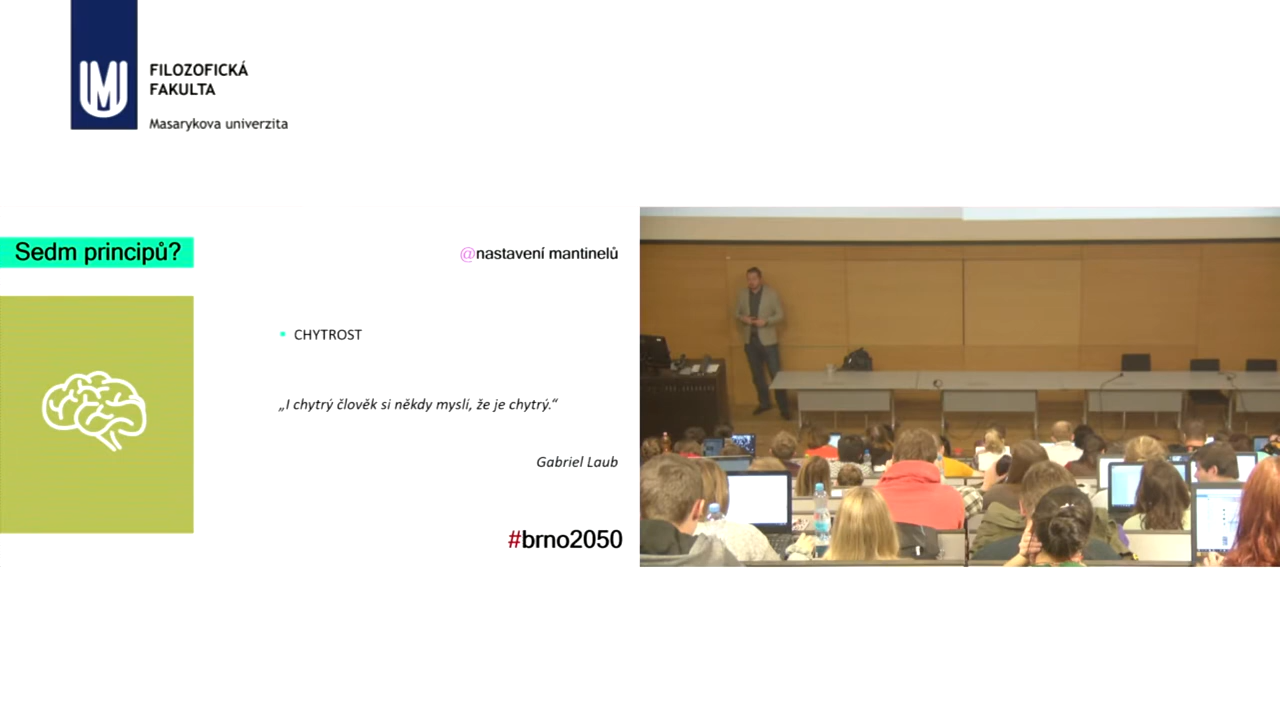 FILOZOFICKÁ
FAKULTA
Masarykova univerzita
Sedm principů?
@nastavení mantinelů
CHYTROST
„I chytrý člověk si někdy myslí, že je chytrý.“
Gabriel Laub
#brno2050